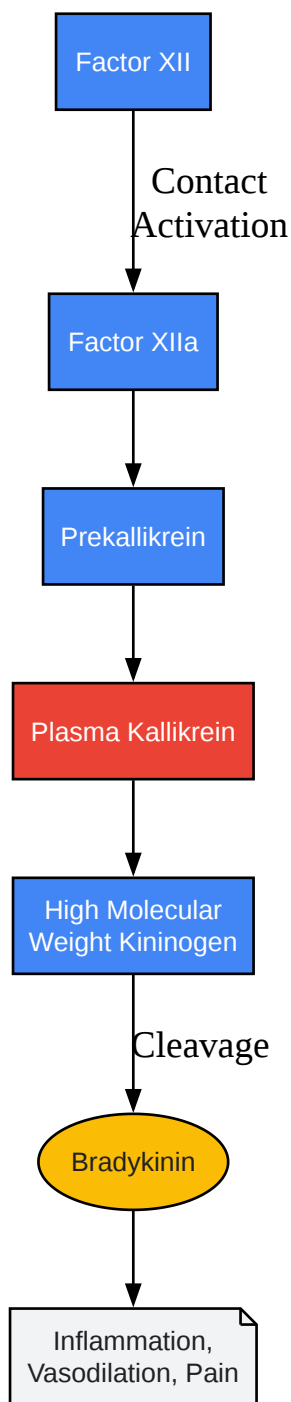 Factor XII
Contact
Activation
Factor XIIa
Prekallikrein
Plasma Kallikrein
High Molecular
Weight Kininogen
Cleavage
Bradykinin
Inflammation,
Vasodilation, Pain